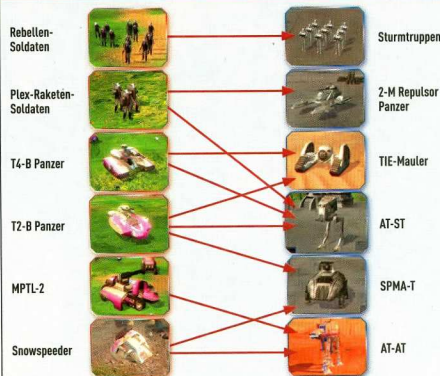 Rebellen-
Soldaten
Sturmtruppen
Plex-Raketen-
Soldaten
2-M Repulsor
Panzer
T4-B Panzer
TIE-Mauler
T2-B Panzer
AT-ST
MPTL-2
SPMA-T
Snowspeeder
AT-AT